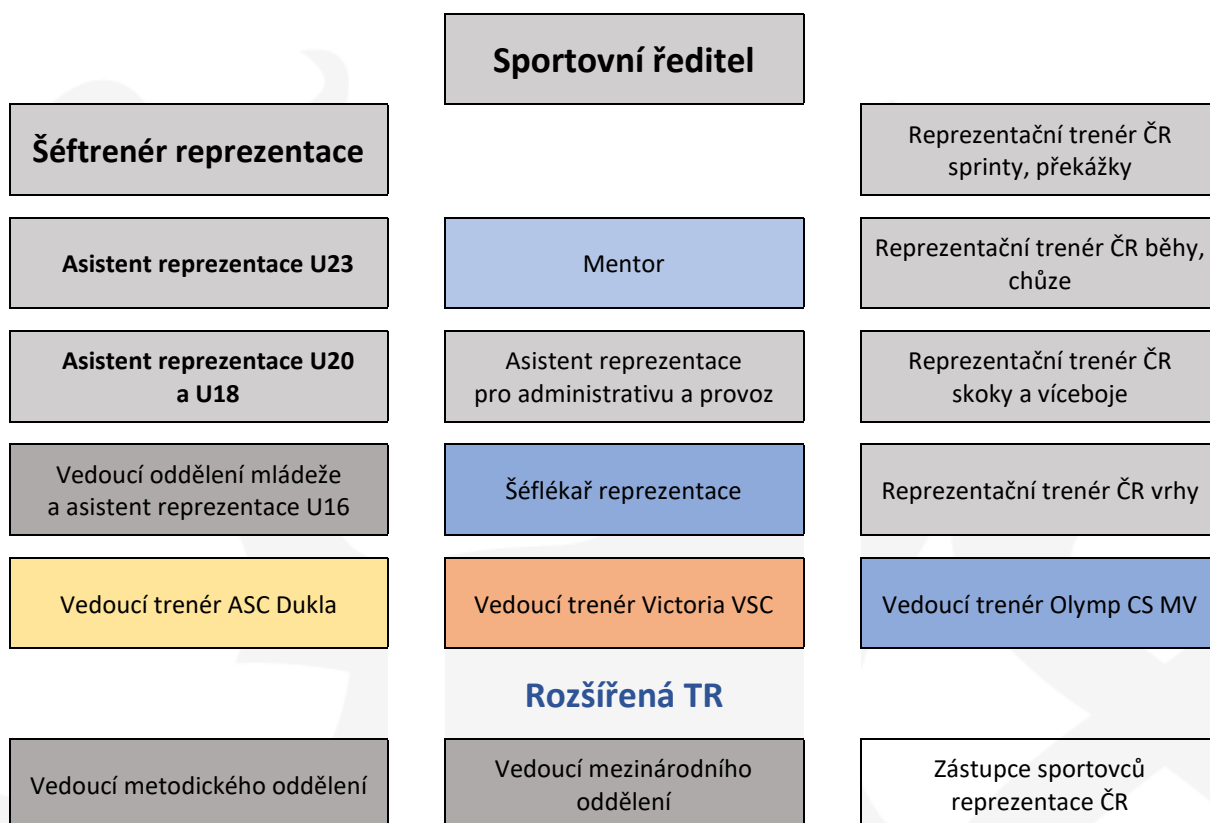 Sportovní ředitel
Šéftrenér reprezentace
Reprezentační trenér ČR
sprinty, překážky
Asistent reprezentace U23
Mentor
Reprezentační trenér ČR běhy,
chůze
Asistent reprezentace U20
a U18
Asistent reprezentace
pro administrativu a provoz
Reprezentační trenér ČR
skoky a víceboje
Vedoucí oddělení mládeže
a asistent reprezentace U16
Šéflékař reprezentace
Reprezentační trenér ČR vrhy
Vedoucí trenér ASC Dukla
Vedoucí trenér Victoria VSC
Vedoucí trenér Olymp CS MV
Rozšířená TR
Vedoucí metodického oddělení
Vedoucí mezinárodního
oddělení
Zástupce sportovců
reprezentace ČR